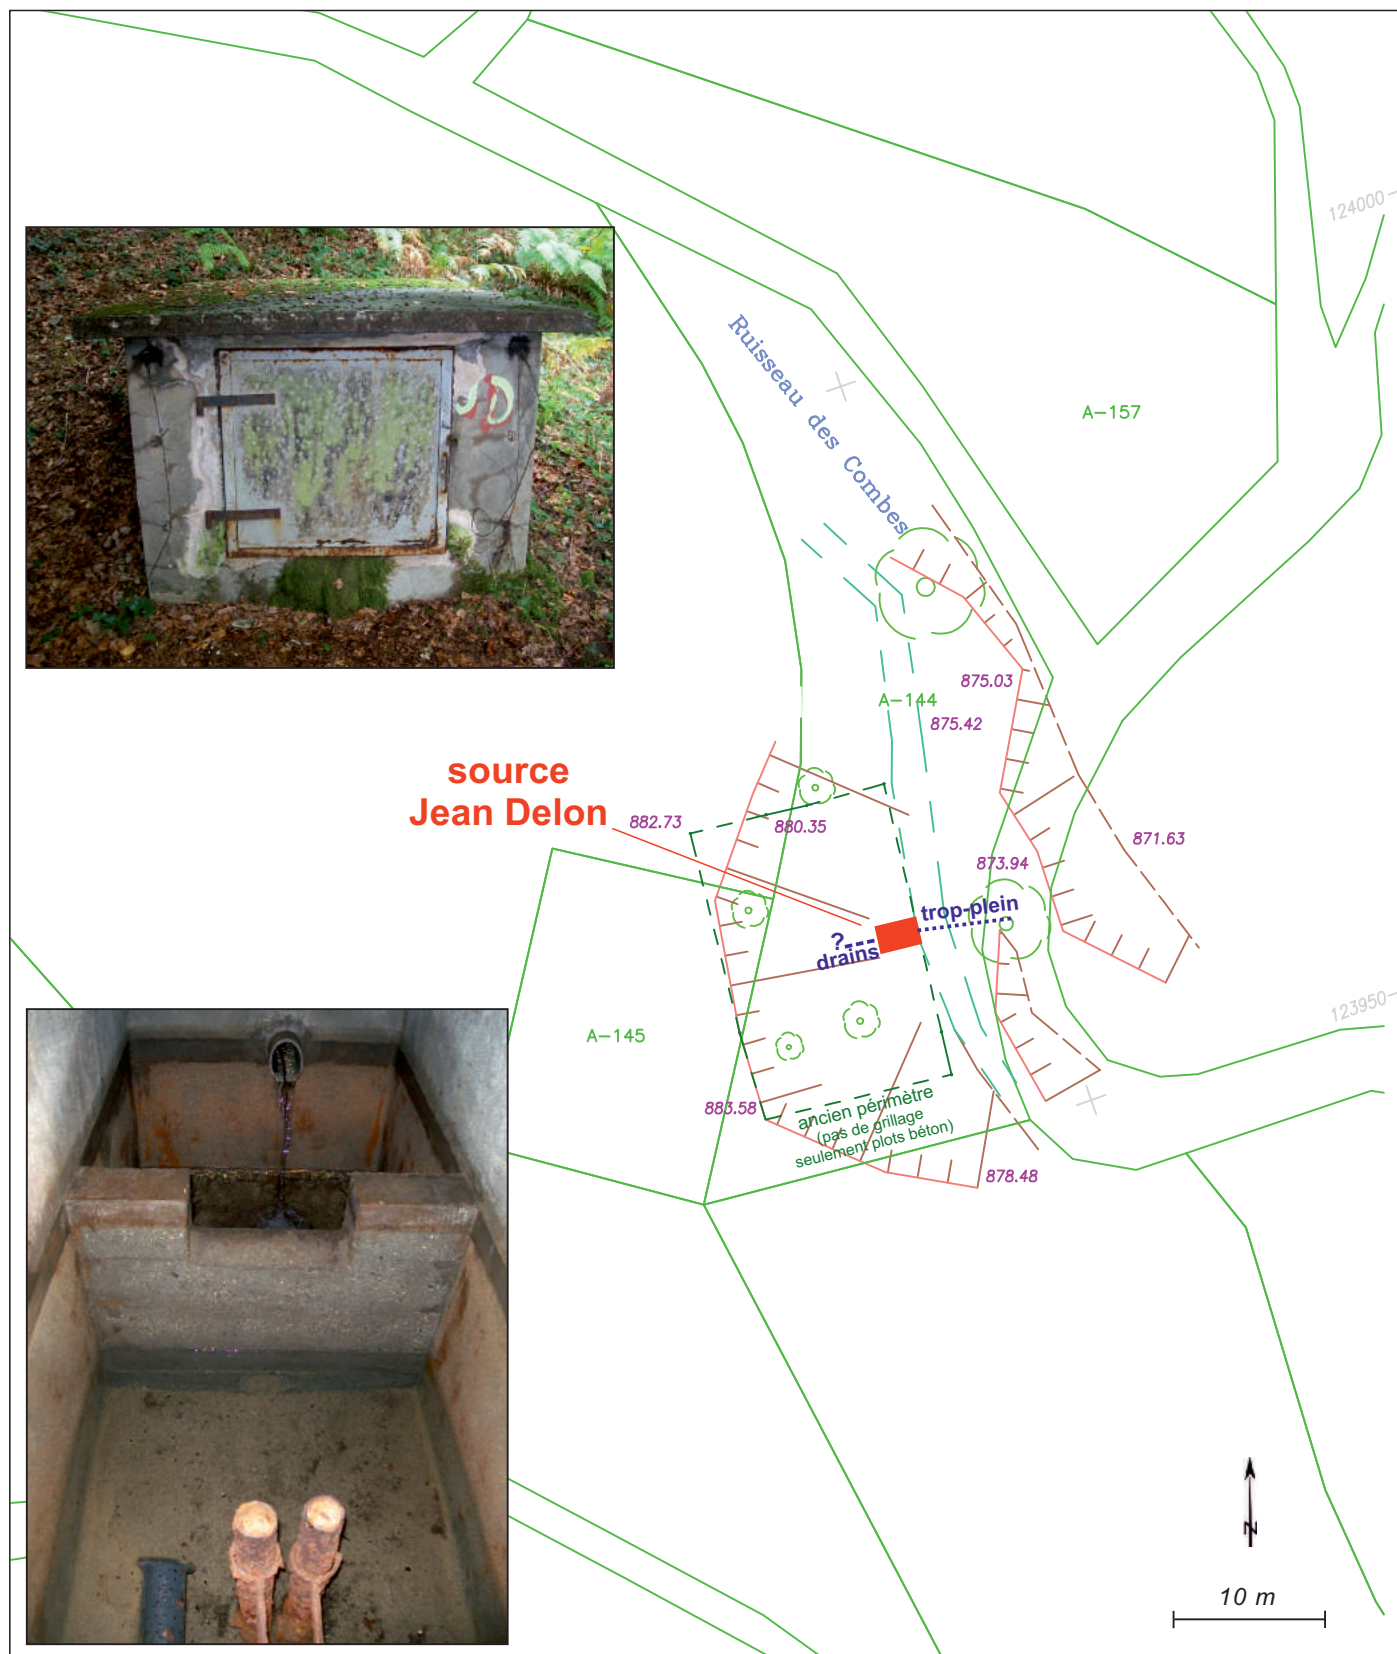 124000-
Ruisseau des Combes
A-157
JD
875.03
A-144
875.42
source
Jean Delon
882.73
880.35
871.63
873.94
trop-plein
?
drains
123950-
A-145
883.58
ancien périmètre
(pas de grillage
seulement plots béton)
878.48
N
10 m